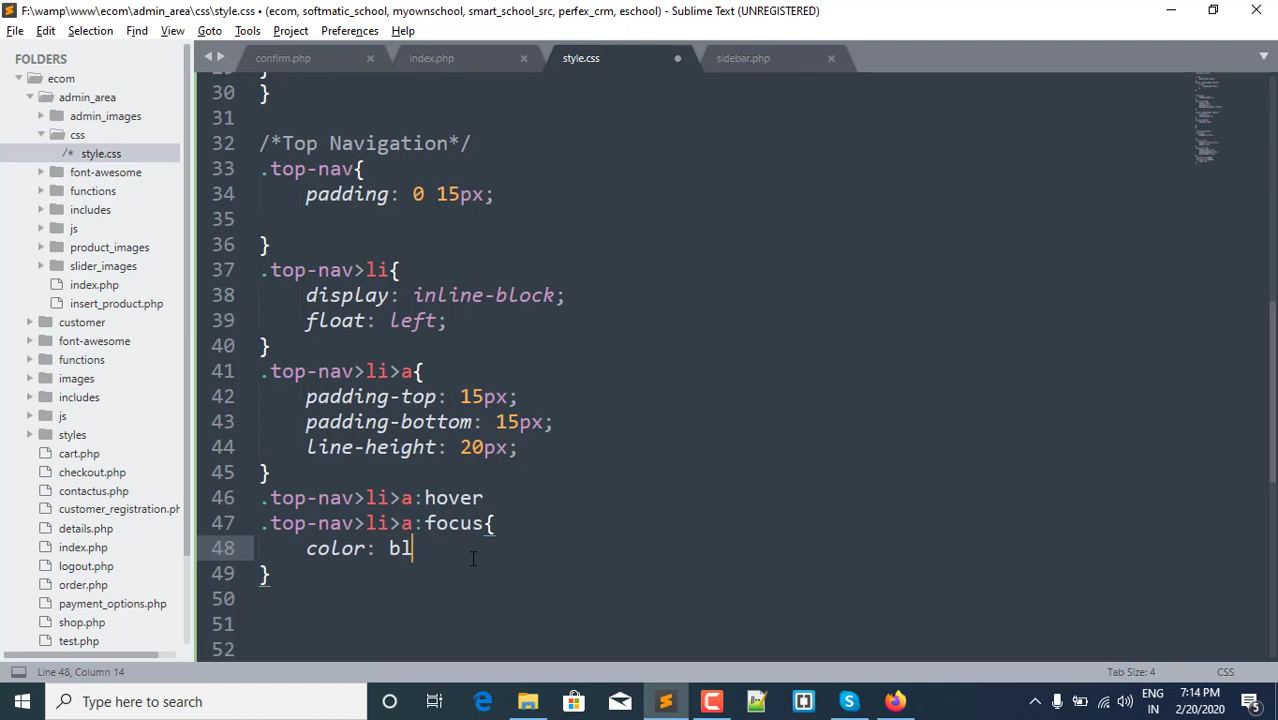 F:\wamp\www\ecom\admin_area\css\style.css • (ecom, softmatic_school, myownschool, smart_school_src, perfex_crm, eschool) - Sublime Text (UNREGISTERED)
File Edit Selection Find View Goto Tools Project Preferences Help
FOLDERS
ecom
admin_area
admin_images
css
/* style.css
font-awesome
functions
includes
js
product_images
slider_images
index.php
insert_product.php
customer
font-awesome
functions
images
includes
js
styles
cart.php
checkout.php
contactus.php
customer_registration.ph
details.php
index.php
logout.php
order.php
payment_options.php
shop.php
test.php
confirm.php index.php style.css sidebar.php
30 }
31
32 /*Top Navigation*/
33 .top-nav{
34 padding: 0 15px;
35
36 }
37 .top-nav>li{
38 display: inline-block;
39 float: left;
40 }
41 .top-nav>li>a{
42 padding-top: 15px;
43 padding-bottom: 15px;
44 line-height: 20px;
45 }
46 .top-nav>li>a:hover
47 .top-nav>li>a:focus{
48 color: bl
49 }
50
51
52
Line 48, Column 14 Tab Size: 4 CSS
Type here to search
ENG
IN
7:14 PM
2/20/2020
5